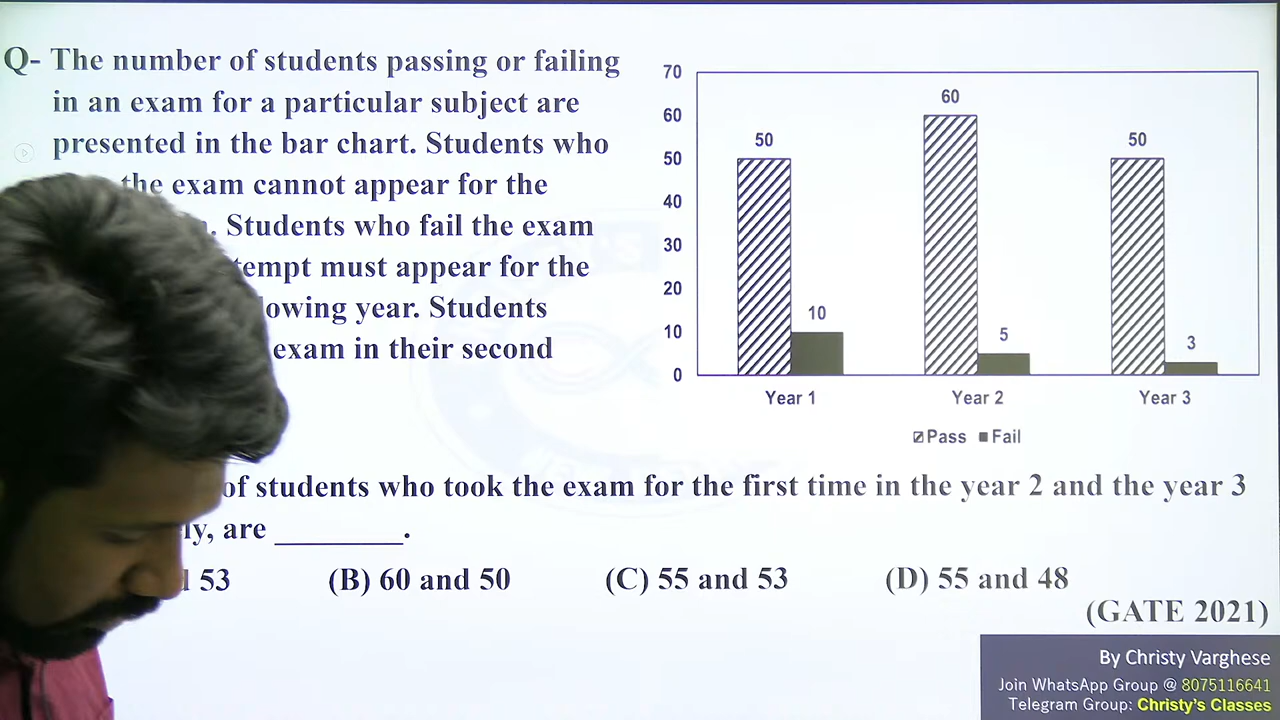 Q- The number of students passing or failing
in an exam for a particular subject are
presented in the bar chart. Students who
the exam cannot appear for the
. Students who fail the exam
tempt must appear for the
lowing year. Students
exam in their second
of students who took the exam for the first time in the year 2 and the year 3
ly, are ________.
53 (B) 60 and 50 (C) 55 and 53 (D) 55 and 48
(GATE 2021)
70
60
50
40
30
20
10
0
50
10
60
5
50
3
Year 1 Year 2 Year 3
Pass Fail
By Christy Varghese
Join WhatsApp Group @ 8075116641
Telegram Group: Christy's Classes